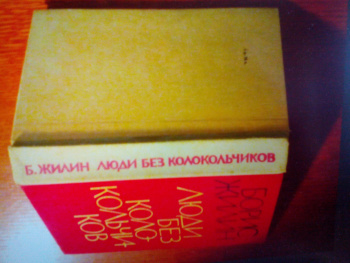 Б. ЖИЛИН ЛЮДИ БЕЗ КОЛОКОЛЬЧИКОВ
БОРИС
ЖИЛИН
ЛЮДИ
БЕЗ
КОЛО-
КОЛЬЧИ
КОВ